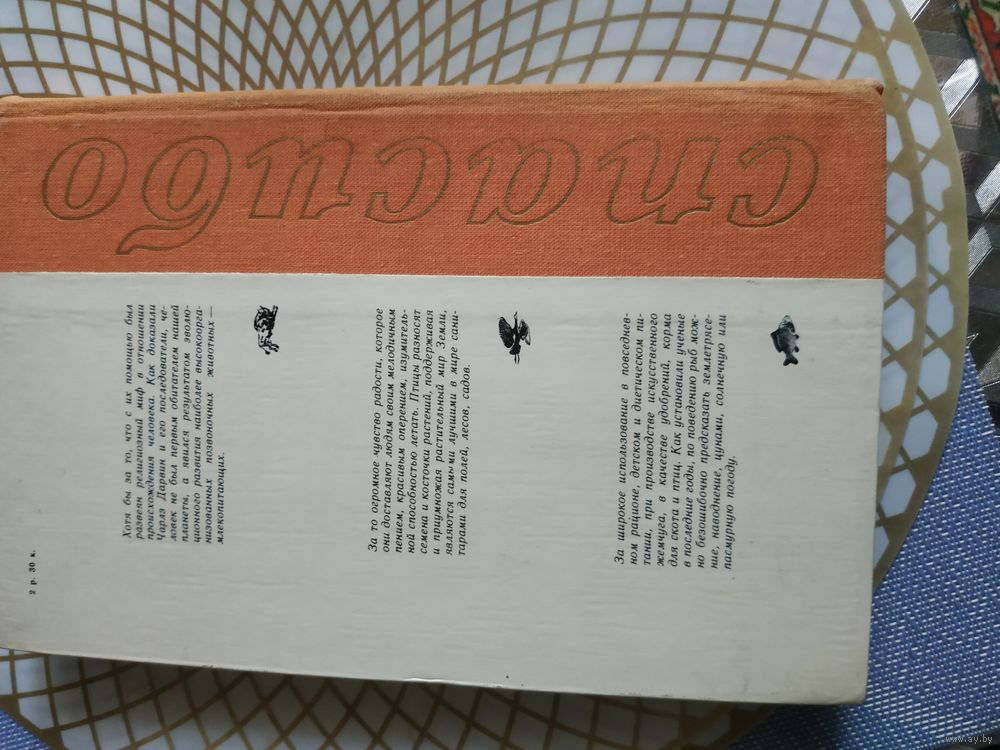 спасибо
2 р. 30 к.
Хотя бы за то, что с их помощью был
развеян религиозный миф в отношении
происхождения человека. Как доказали
Чарлз Дарвин и его последователи, че-
ловек не был первым обитателем нашей
планеты, а явился результатом эволю-
ционного развития наиболее высокоорга-
низованных позвоночных животных —
млекопитающих.
За то огромное чувство радости, которое
они доставляют людям своим мелодичным
пением, красивым оперением, изумитель-
ной способностью летать. Птицы разносят
семена и косточки растений, поддерживая
и приумножая растительный мир Земли,
являются самыми лучшими в мире сани-
тарами для полей, лесов, садов.
За широкое использование в повседнев-
ном рационе, детском и диетическом пи-
тании, при производстве искусственного
жемчуга, в качестве удобрений, корма
для скота и птиц. Как установили ученые
в последние годы, по поведению рыб мож-
но безошибочно предсказать землетрясе-
ние, наводнение, цунами, солнечную или
пасмурную погоду.
www.ay.by